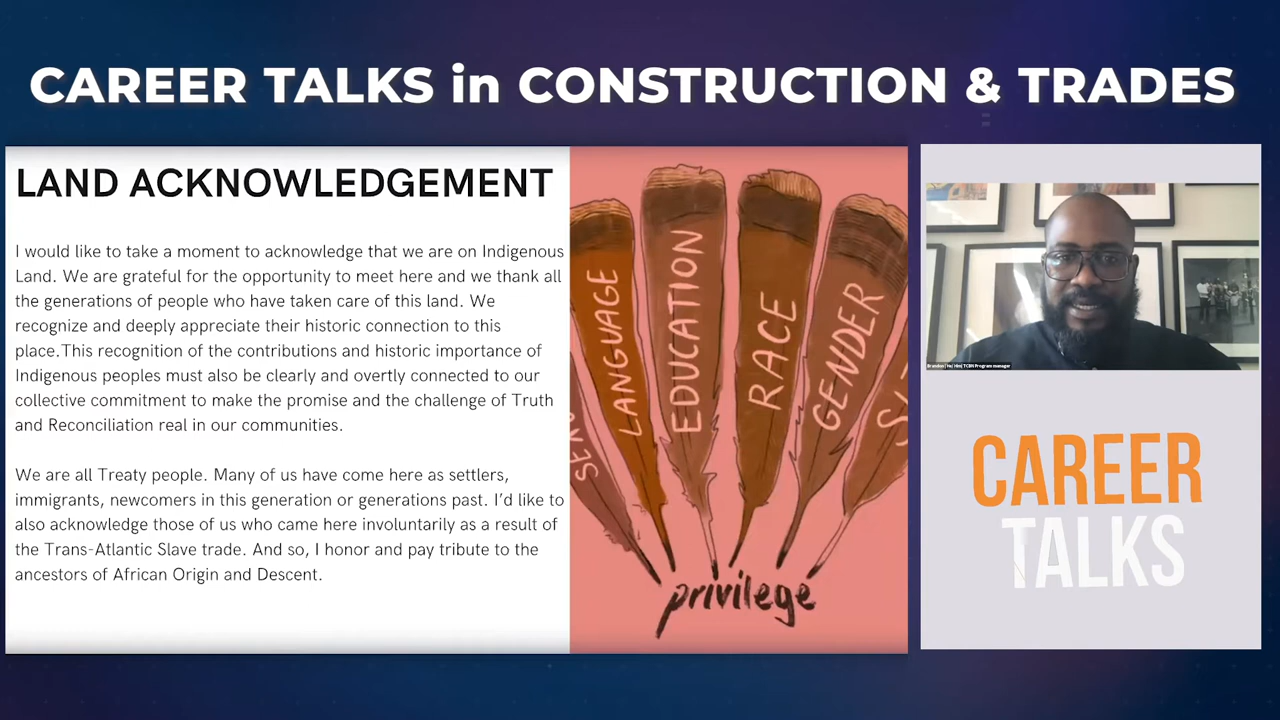 CAREER TALKS in CONSTRUCTION & TRADES
LAND ACKNOWLEDGEMENT
I would like to take a moment to acknowledge that we are on Indigenous
Land. We are grateful for the opportunity to meet here and we thank all
the generations of people who have taken care of this land. We
recognize and deeply appreciate their historic connection to this
place.This recognition of the contributions and historic importance of
Indigenous peoples must also be clearly and overtly connected to our
collective commitment to make the promise and the challenge of Truth
and Reconciliation real in our communities.
We are all Treaty people. Many of us have come here as settlers,
immigrants, newcomers in this generation or generations past. I'd like to
also acknowledge those of us who came here involuntarily as a result of
the Trans-Atlantic Slave trade. And so, I honor and pay tribute to the
ancestors of African Origin and Descent.
LANGUAGE
EDUCATION
RACE
GENDER
privilege
Brandon| He/ Him| TCBN Program manager
CAREER
TALKS